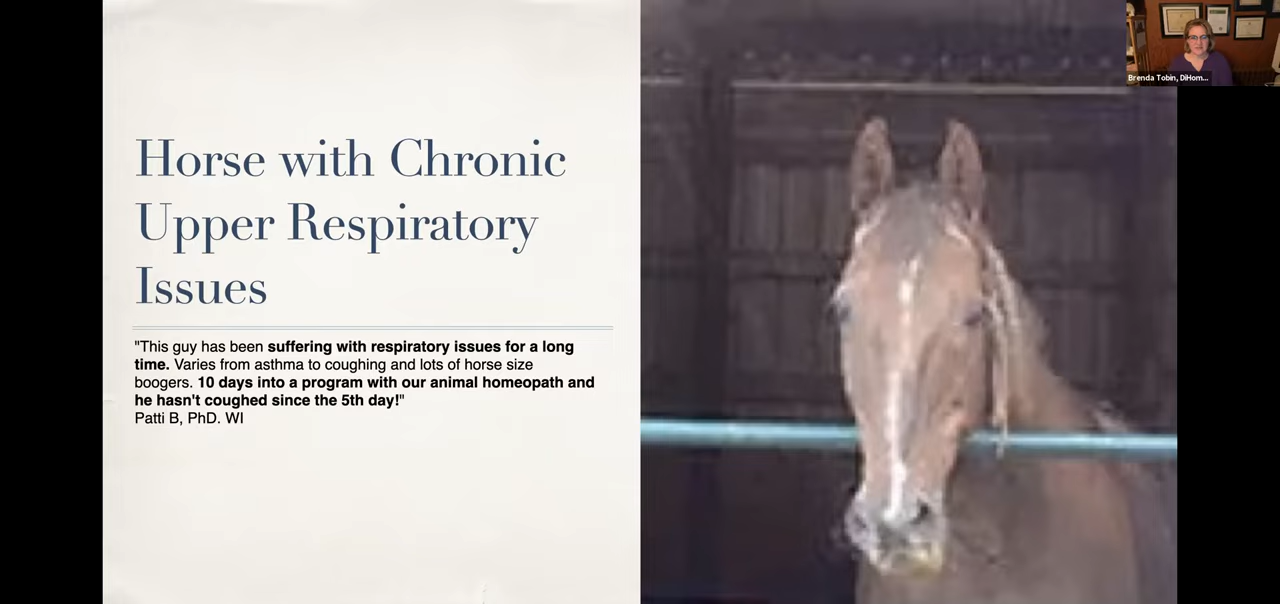 Horse with Chronic
Upper Respiratory
Issues
"This guy has been suffering with respiratory issues for a long
time. Varies from asthma to coughing and lots of horse size
boogers. 10 days into a program with our animal homeopath and
he hasn't coughed since the 5th day!"
Patti B, PhD. WI
Brenda Tobin, DiHom...